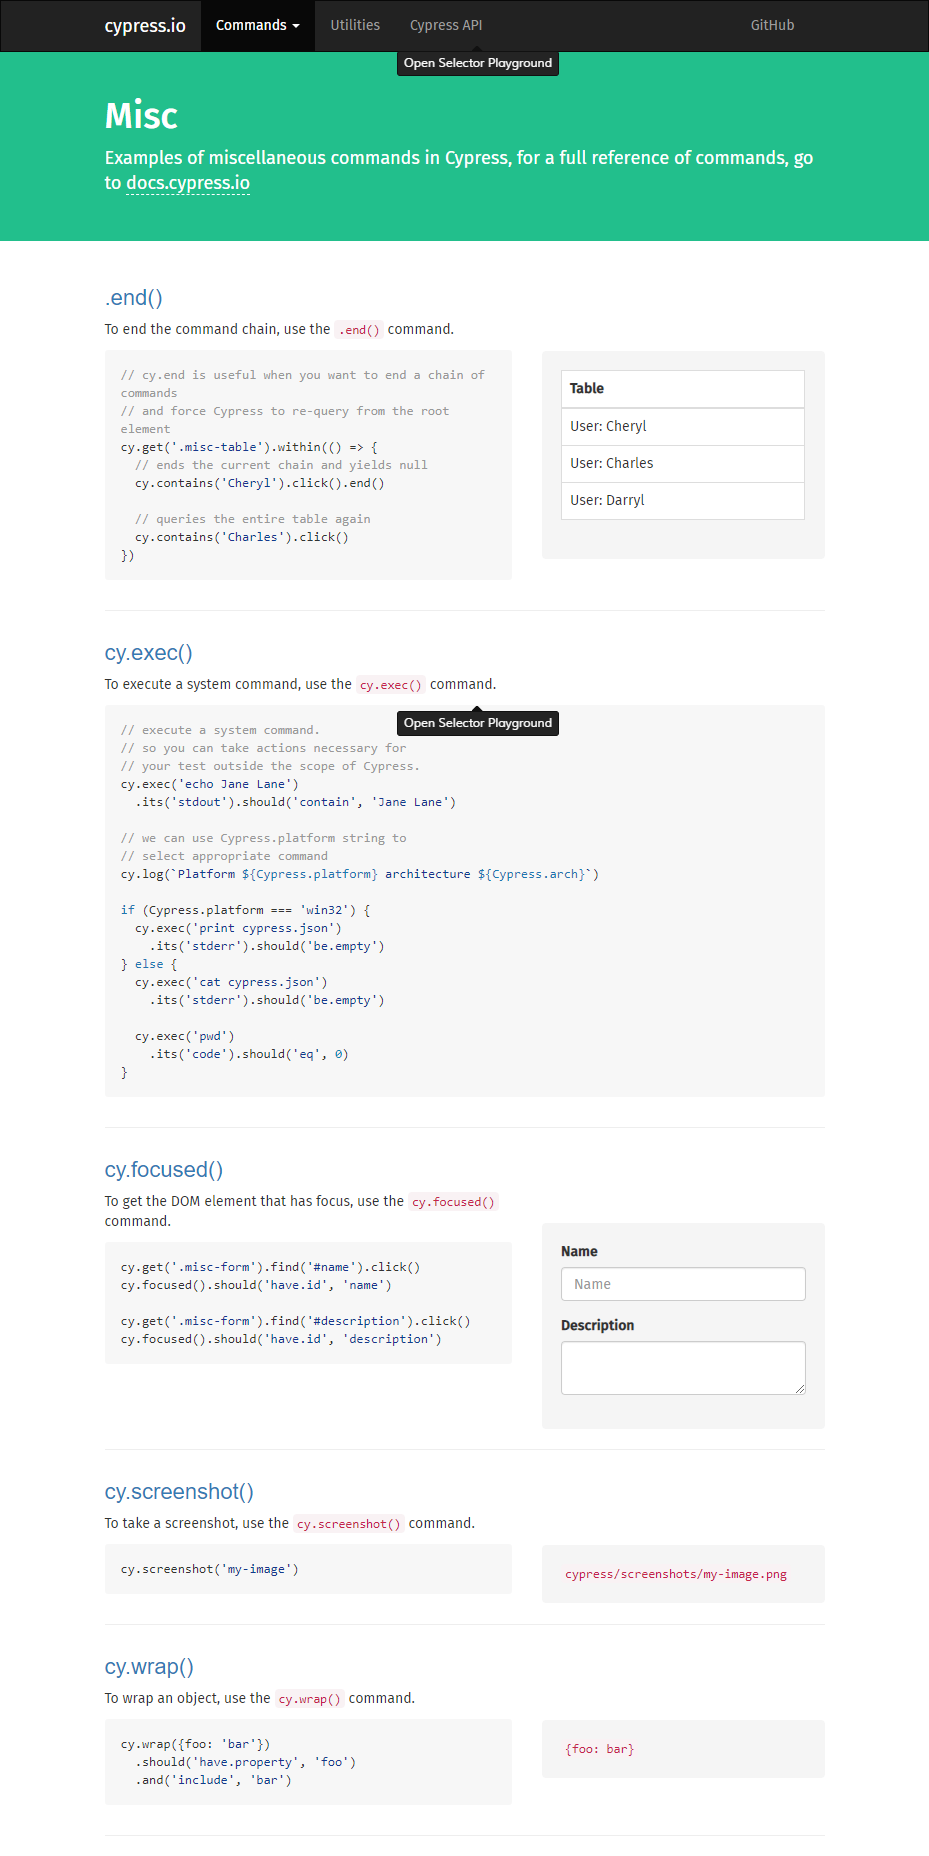 cypress.io Commands Utilities Cypress API GitHub
Open Selector Playground
Misc
Examples of miscellaneous commands in Cypress, for a full reference of commands, go
to docs.cypress.io
.end()
To end the command chain, use the .end() command.
// cy.end is useful when you want to end a chain of
commands
// and force Cypress to re-query from the root
element
cy.get('.misc-table').within(() => {
  // ends the current chain and yields null
  cy.contains('Cheryl').click().end()
  // queries the entire table again
  cy.contains('Charles').click()
})
Table
User: Cheryl
User: Charles
User: Darryl
cy.exec()
To execute a system command, use the cy.exec() command.
Open Selector Playground
// execute a system command.
// so you can take actions necessary for
// your test outside the scope of Cypress.
cy.exec('echo Jane Lane')
  .its('stdout').should('contain', 'Jane Lane')
// we can use Cypress.platform string to
// select appropriate command
cy.log(`Platform ${Cypress.platform} architecture ${Cypress.arch}`)
if (Cypress.platform === 'win32') {
  cy.exec('print cypress.json')
    .its('stderr').should('be.empty')
} else {
  cy.exec('cat cypress.json')
    .its('stderr').should('be.empty')
  cy.exec('pwd')
    .its('code').should('eq', 0)
}
cy.focused()
To get the DOM element that has focus, use the cy.focused()
command.
cy.get('.misc-form').find('#name').click()
cy.focused().should('have.id', 'name')
cy.get('.misc-form').find('#description').click()
cy.focused().should('have.id', 'description')
Name
Name
Description
cy.screenshot()
To take a screenshot, use the cy.screenshot() command.
cy.screenshot('my-image')
cypress/screenshots/my-image.png
cy.wrap()
To wrap an object, use the cy.wrap() command.
cy.wrap({foo: 'bar'})
  .should('have.property', 'foo')
  .and('include', 'bar')
{foo: bar}